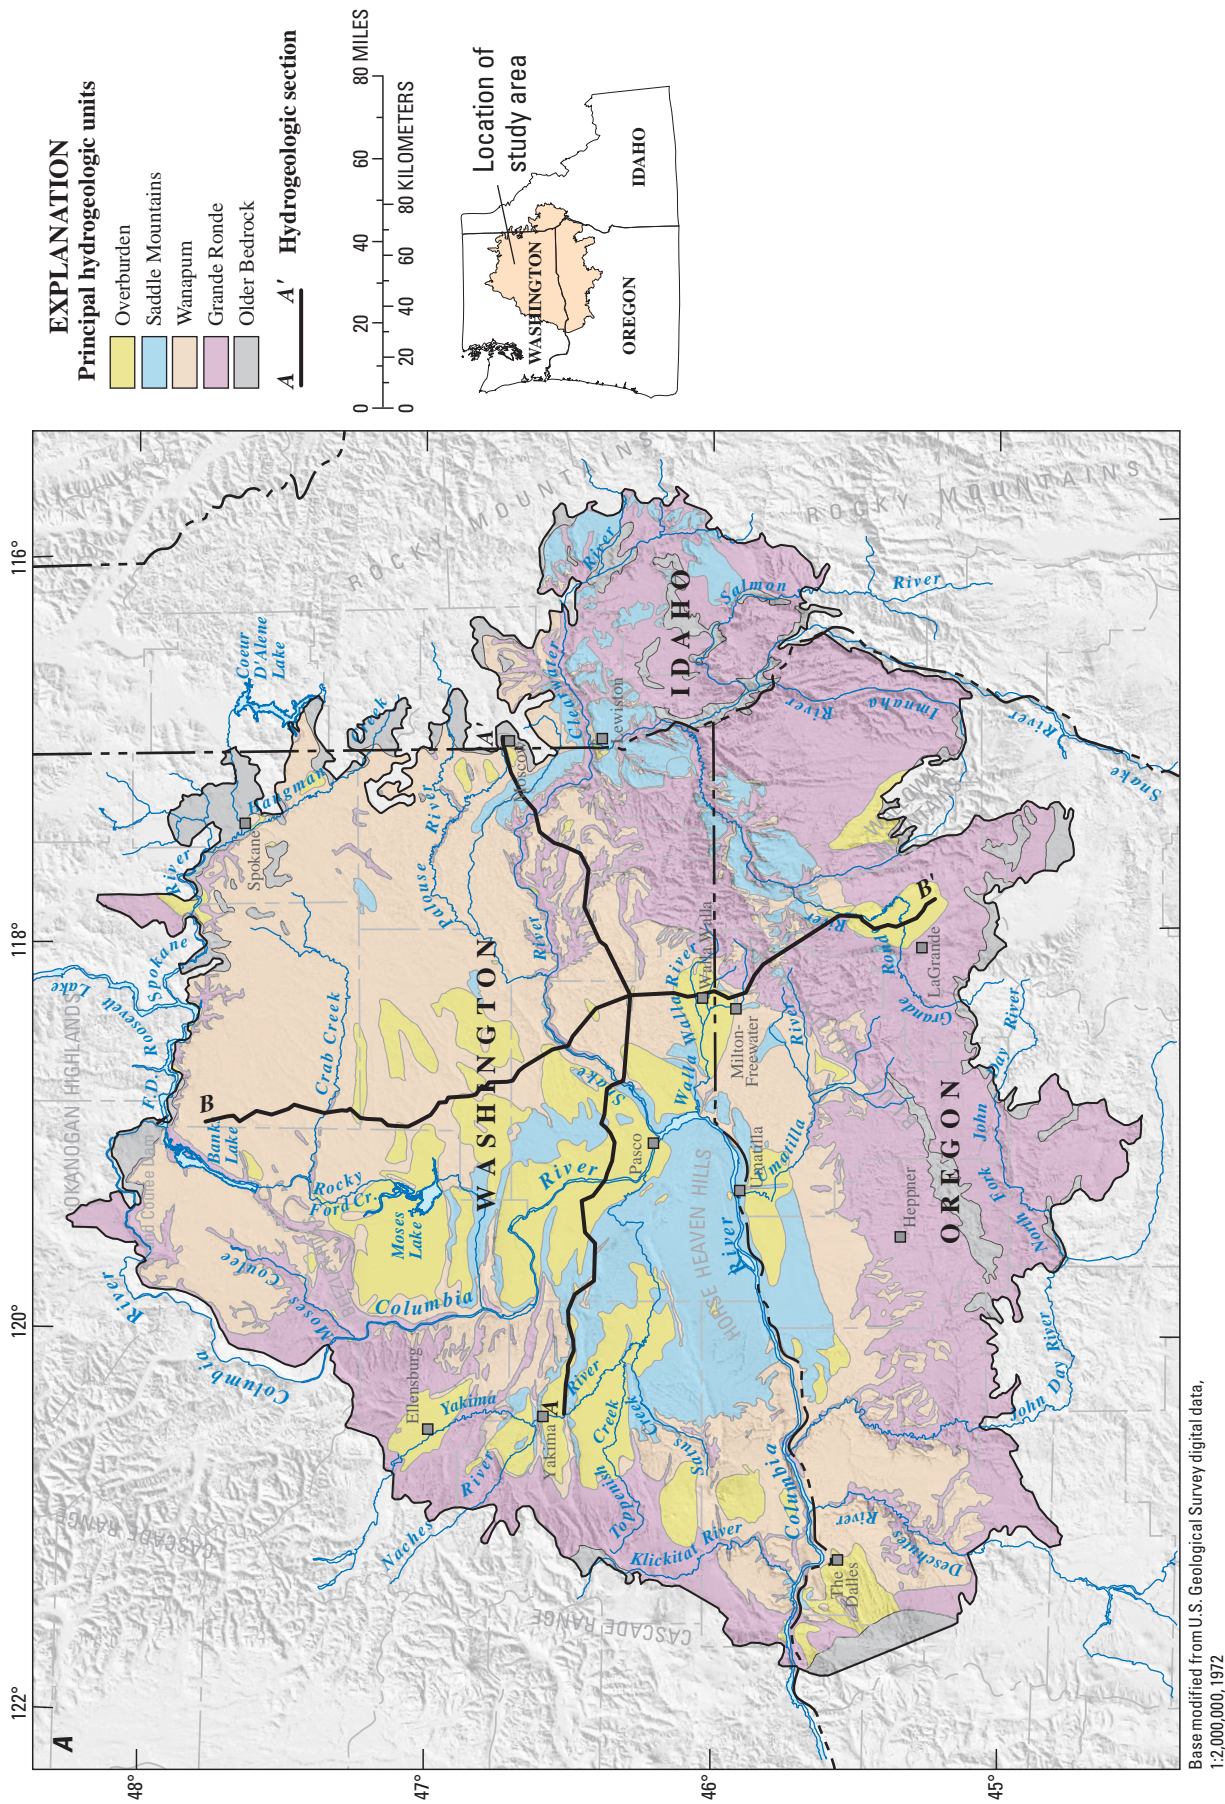 A
122°
120°
118°
116°
48°
47°
46°
45°
OKANOGAN HIGHLANDS
CASCADE RANGE
CASCADE RANGE
ROCKY MOUNTAINS
ROCKY MOUNTAINS
HORSE HEAVEN HILLS
WASHINGTON
OREGON
IDAHO
F.D. Roosevelt
Lake
Spokane
River
Spokane
Hangman
Creek
Coeur
D'Alene
Lake
Banks
Lake
Crab Creek
Rocky
Ford Cr.
Moses
Lake
Moses Coulee
Columbia
River
Columbia
River
Ellensburg
Yakima
River
Yakima
Naches
River
Toppenish
Creek
Satus
Creek
Klickitat River
Columbia
River
The
Dalles
Deschutes
River
John Day River
North Fork John
Day River
Heppner
Umatilla
Umatilla
River
Pasco
Snake
River
Palouse
River
Moscow
Lewiston
Clearwater
River
Salmon
River
Imnaha
River
Snake
River
Walla Walla River
Walla Walla
Milton-
Freewater
Grande
Rond
River
LaGrande
A
A'
B
B'
EXPLANATION
Principal hydrogeologic units
Overburden
Saddle Mountains
Wanapum
Grande Ronde
Older Bedrock
A A' Hydrogeologic section
0 20 40 60 80 MILES
0 20 40 60 80 KILOMETERS
Location of
study area
WASHINGTON
OREGON
IDAHO
Base modified from U.S. Geological Survey digital data,
1:2,000,000, 1972